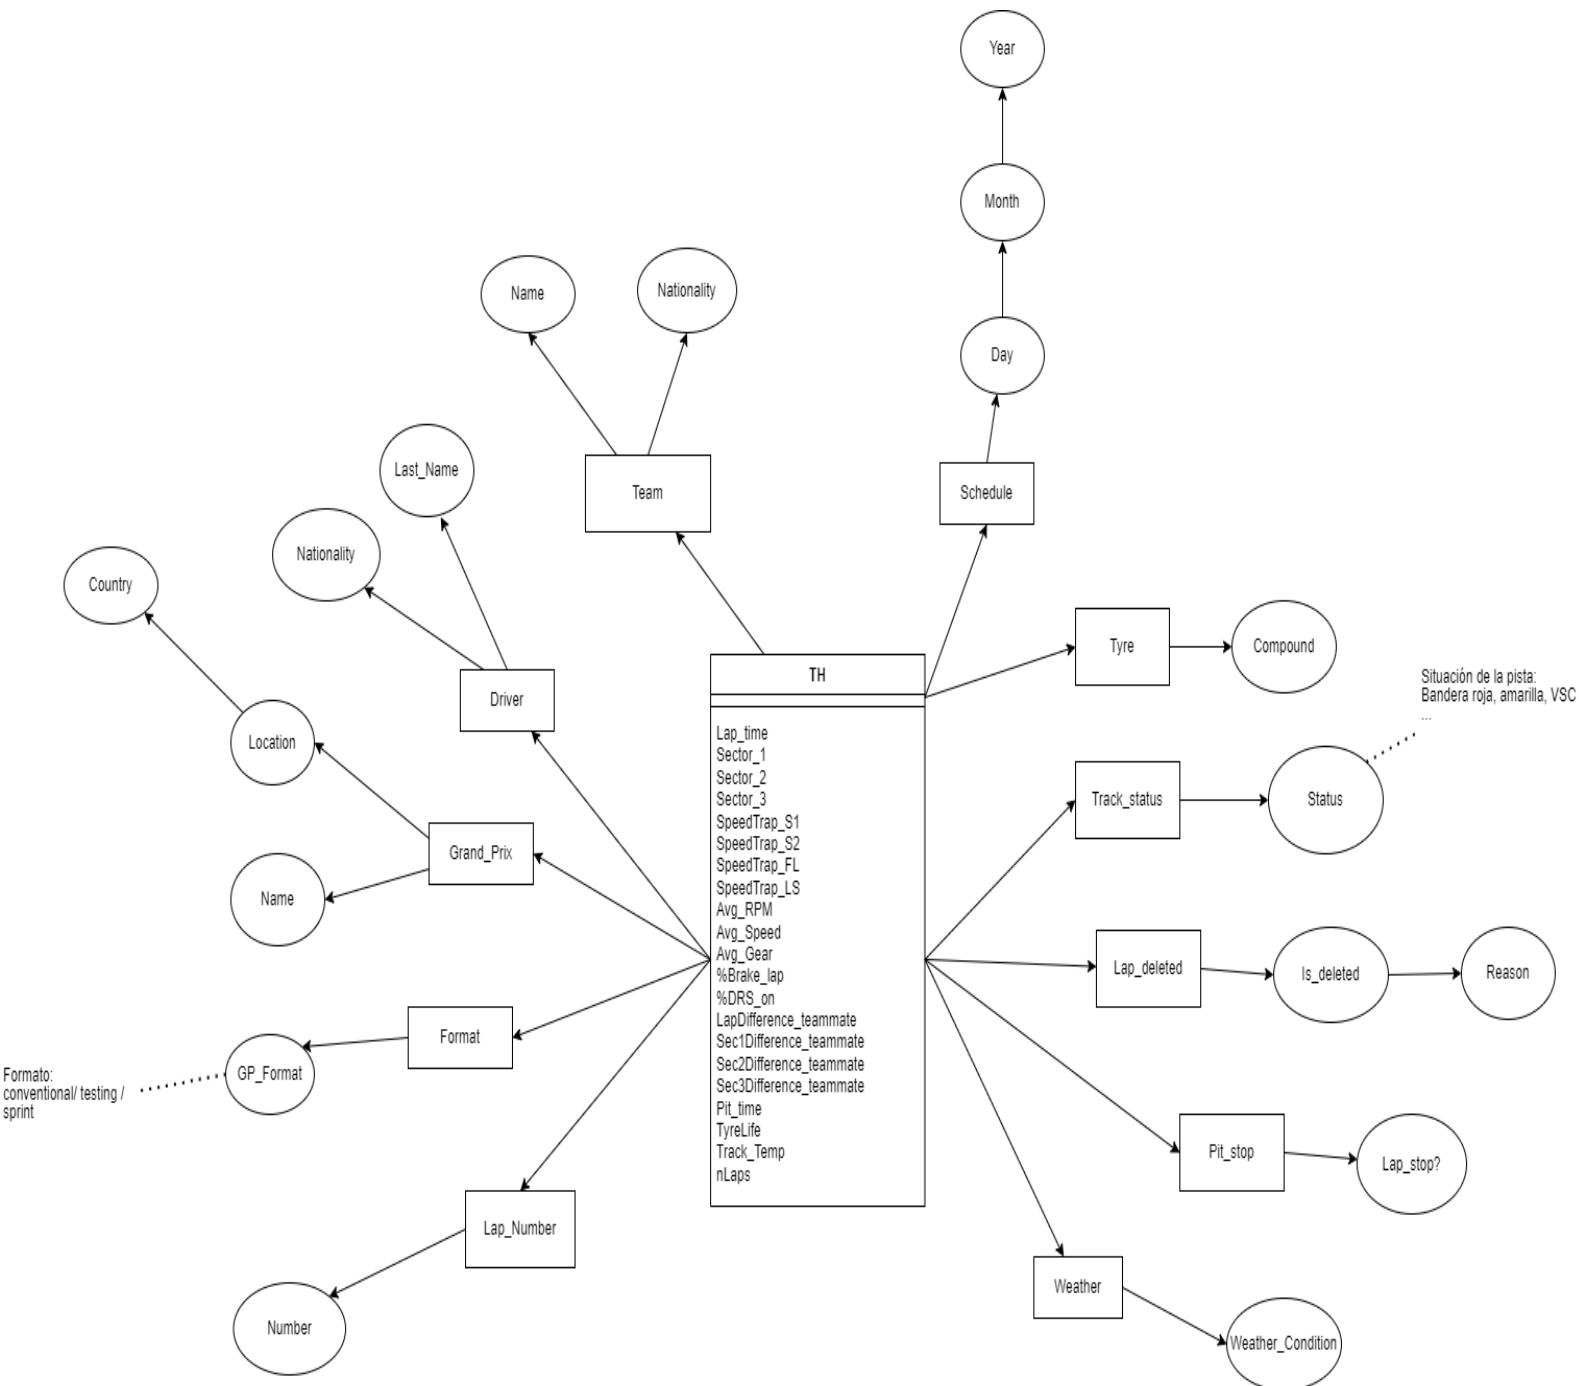 Year
Month
Name
Nationality
Day
Last_Name
Team
Schedule
Nationality
Country
Tyre
Compound
Situación de la pista:
Bandera roja, amarilla, VSC
...
TH
Driver
Location
Lap_time
Sector_1
Sector_2
Sector_3
SpeedTrap_S1
SpeedTrap_S2
SpeedTrap_FL
SpeedTrap_LS
Avg_RPM
Avg_Speed
Avg_Gear
%Brake_lap
%DRS_on
LapDifference_teammate
Sec1Difference_teammate
Sec2Difference_teammate
Sec3Difference_teammate
Pit_time
TyreLife
Track_Temp
nLaps
Track_status
Status
Grand_Prix
Name
Lap_deleted
Is_deleted
Reason
Format
GP_Format
Formato:
conventional/ testing /
sprint
Pit_stop
Lap_stop?
Lap_Number
Number
Weather
Weather_Condition